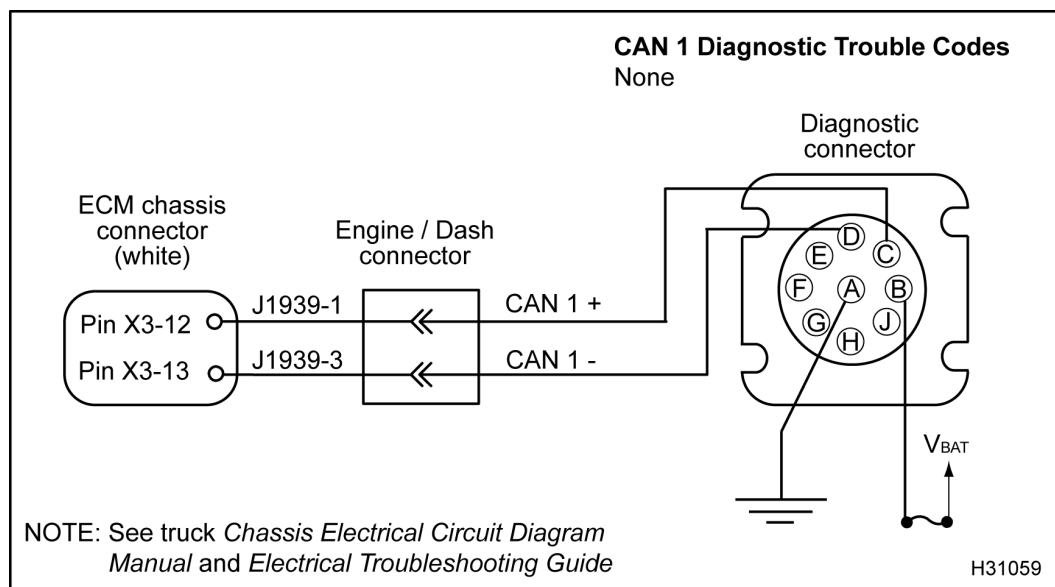 CAN 1 Diagnostic Trouble Codes
None
Diagnostic
connector
ECM chassis
connector
(white)
Engine / Dash
connector
Pin X3-12
J1939-1
CAN 1 +
Pin X3-13
J1939-3
CAN 1 -
D
E
C
F
A
B
G
J
H
VBAT
NOTE: See truck Chassis Electrical Circuit Diagram
Manual and Electrical Troubleshooting Guide
H31059